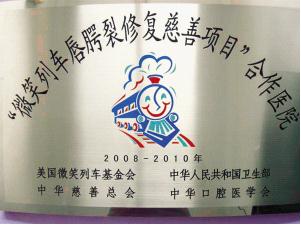 “微笑列车唇腭裂修复慈善项目”合作医院
2008-2010年
美国微笑列车基金会 中华人民共和国卫生部
中华慈善总会 中华口腔医学会